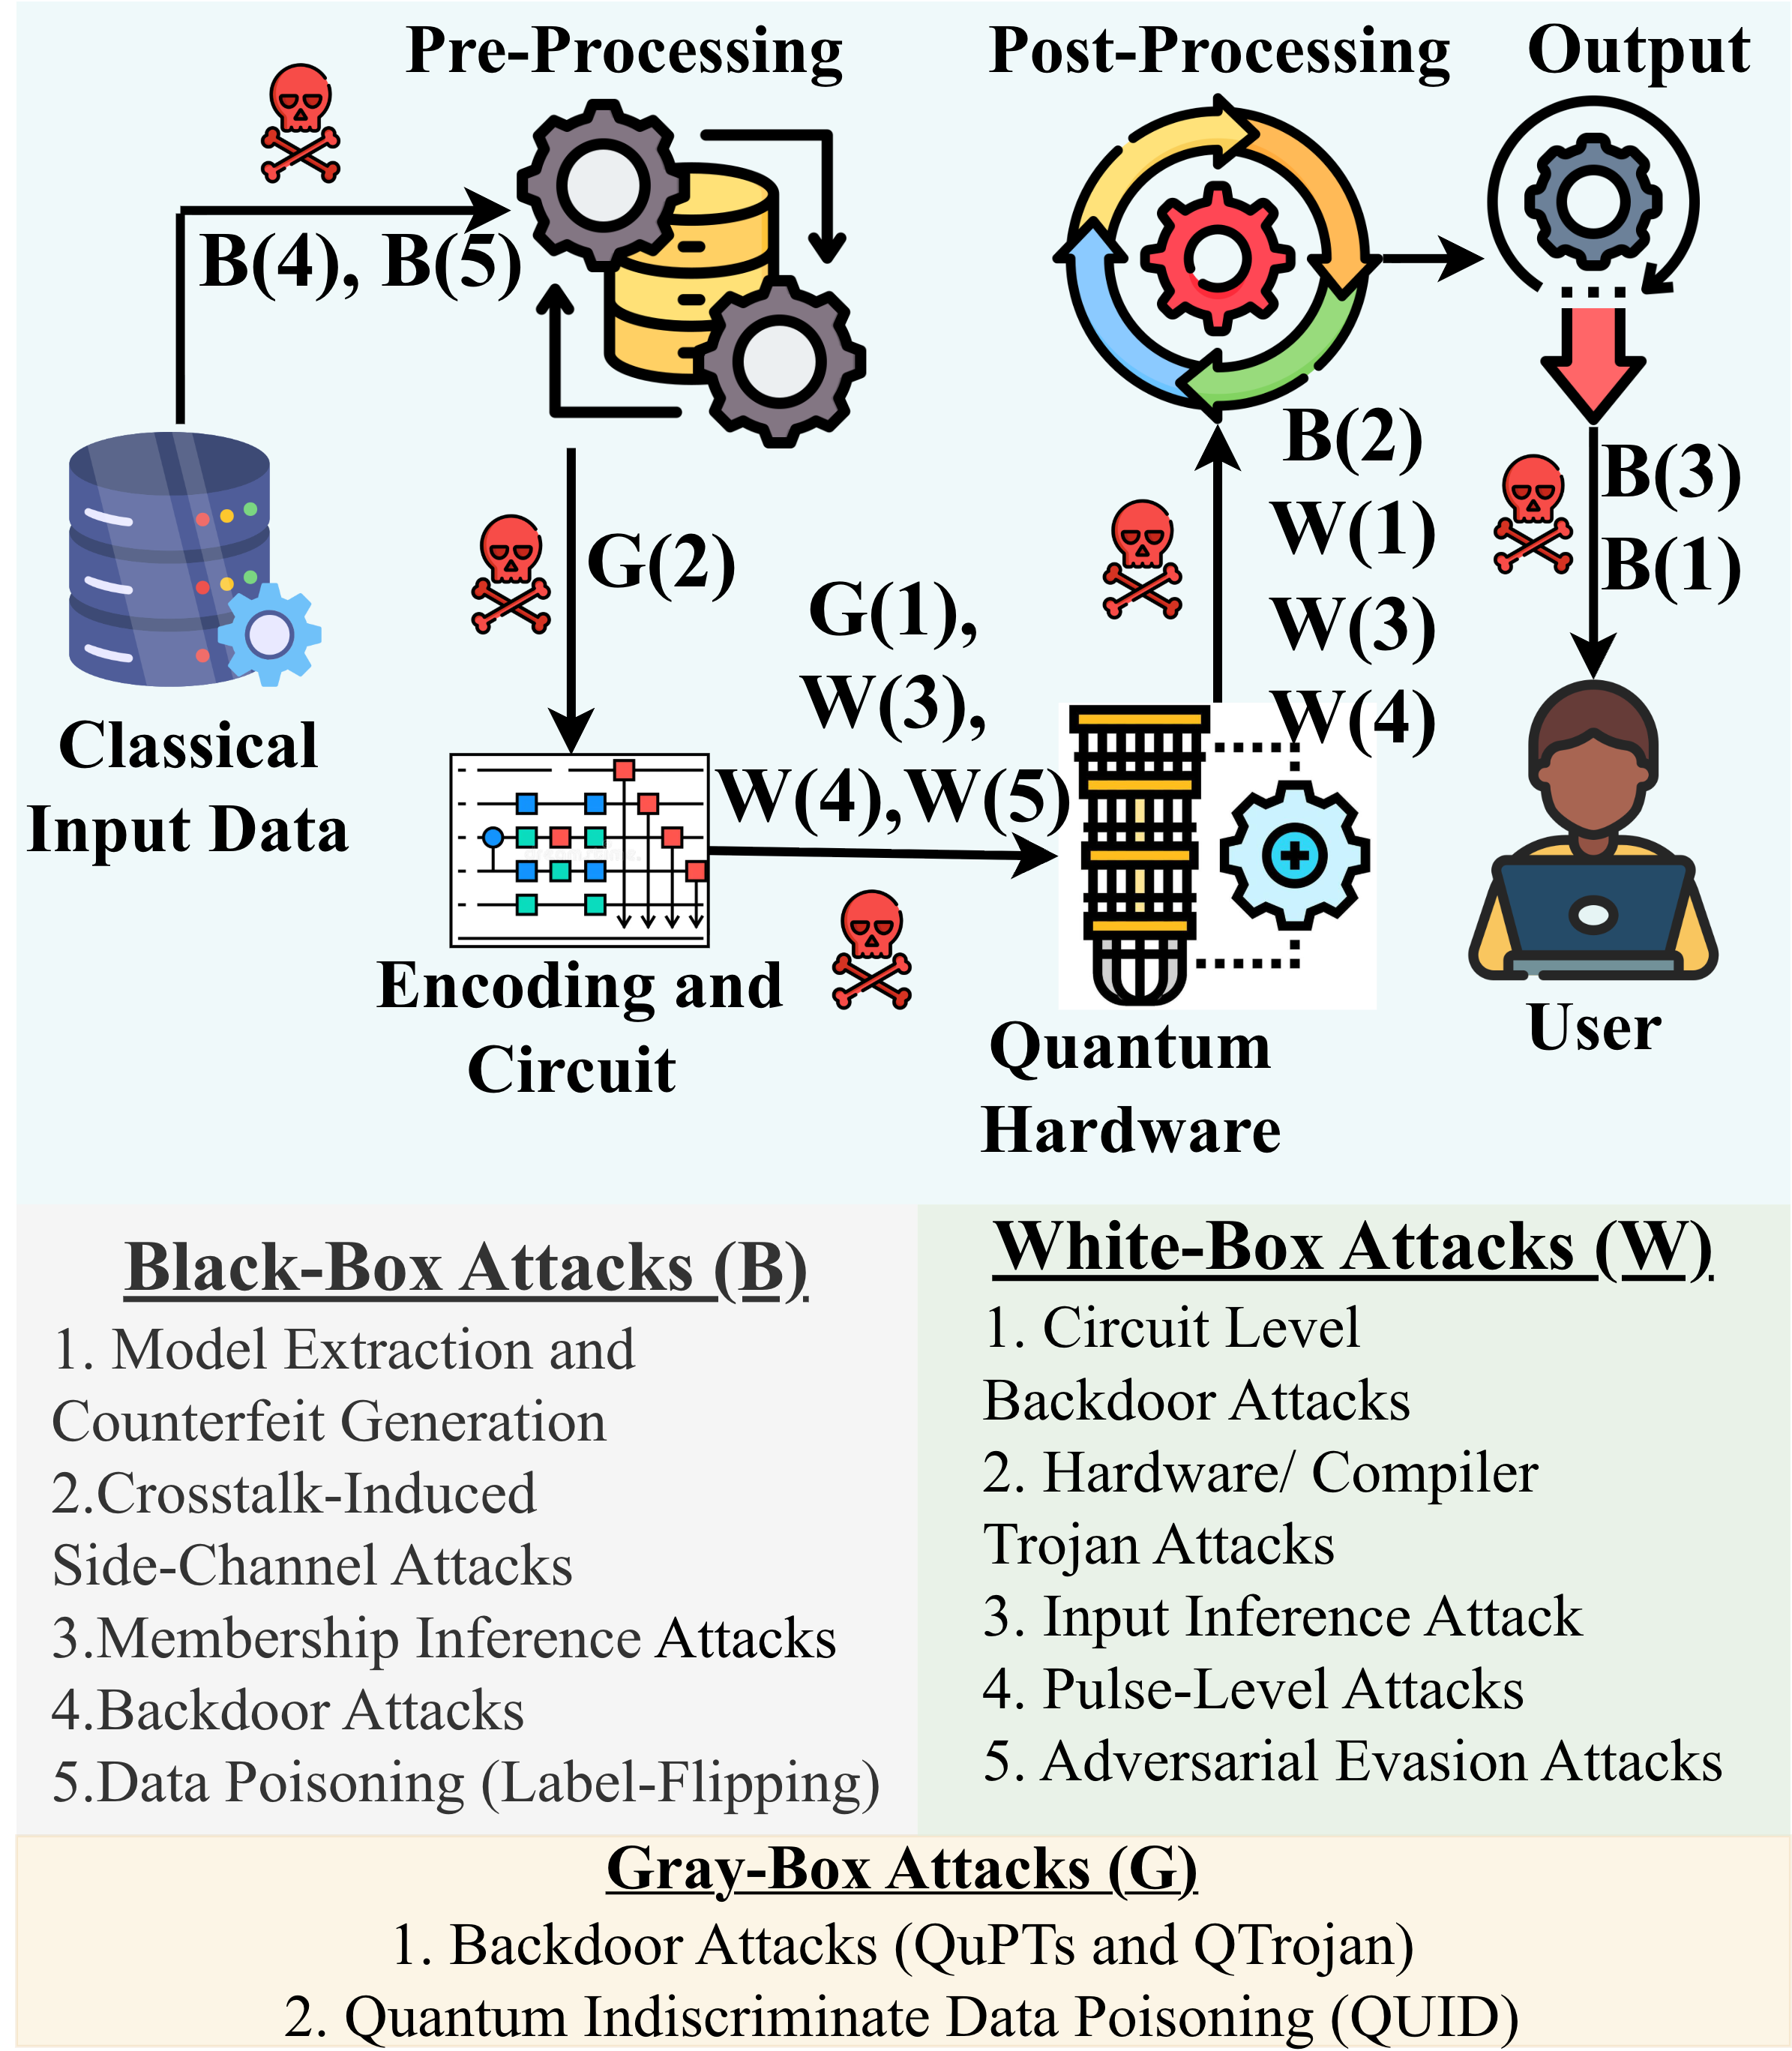 Pre-Processing
Post-Processing
Output
B(4), B(5)
G(2)
G(1),
W(3),
W(4),W(5)
B(2)
W(1)
W(3)
W(4)
B(3)
B(1)
Classical
Input Data
Encoding and
Circuit
Quantum
Hardware
User
Black-Box Attacks (B)
1. Model Extraction and
Counterfeit Generation
2.Crosstalk-Induced
Side-Channel Attacks
3.Membership Inference Attacks
4.Backdoor Attacks
5.Data Poisoning (Label-Flipping)
White-Box Attacks (W)
1. Circuit Level
Backdoor Attacks
2. Hardware/ Compiler
Trojan Attacks
3. Input Inference Attack
4. Pulse-Level Attacks
5. Adversarial Evasion Attacks
Gray-Box Attacks (G)
1. Backdoor Attacks (QuPTs and QTrojan)
2. Quantum Indiscriminate Data Poisoning (QUID)